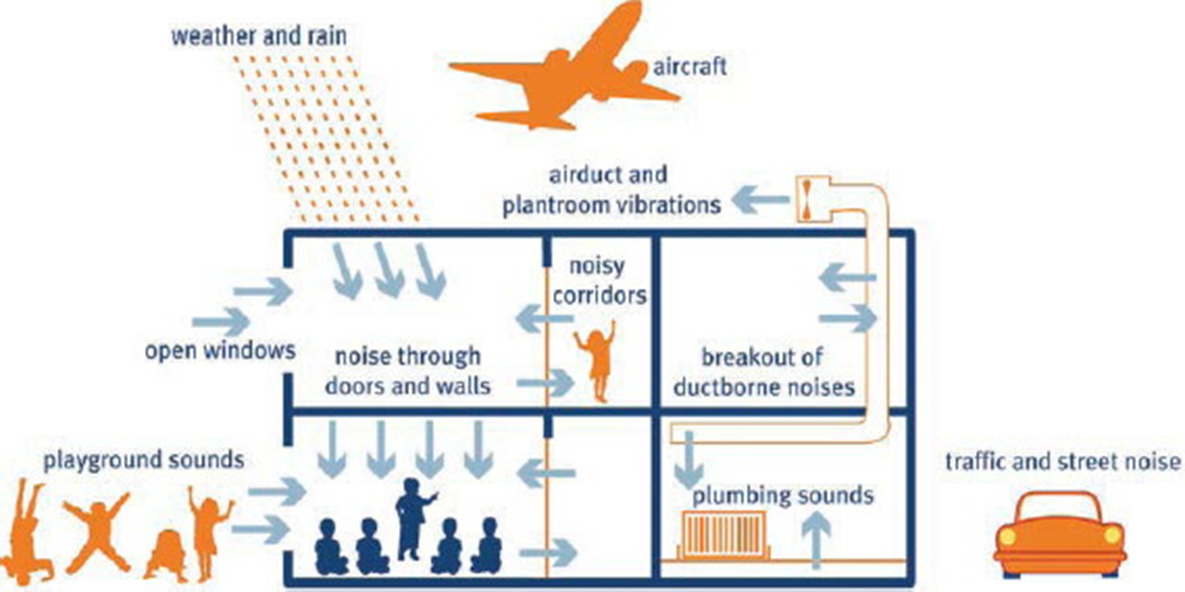 weather and rain
aircraft
airduct and
plantroom vibrations
noisy
corridors
open windows
noise through
doors and walls
breakout of
ductborne noises
playground sounds
plumbing sounds
traffic and street noise